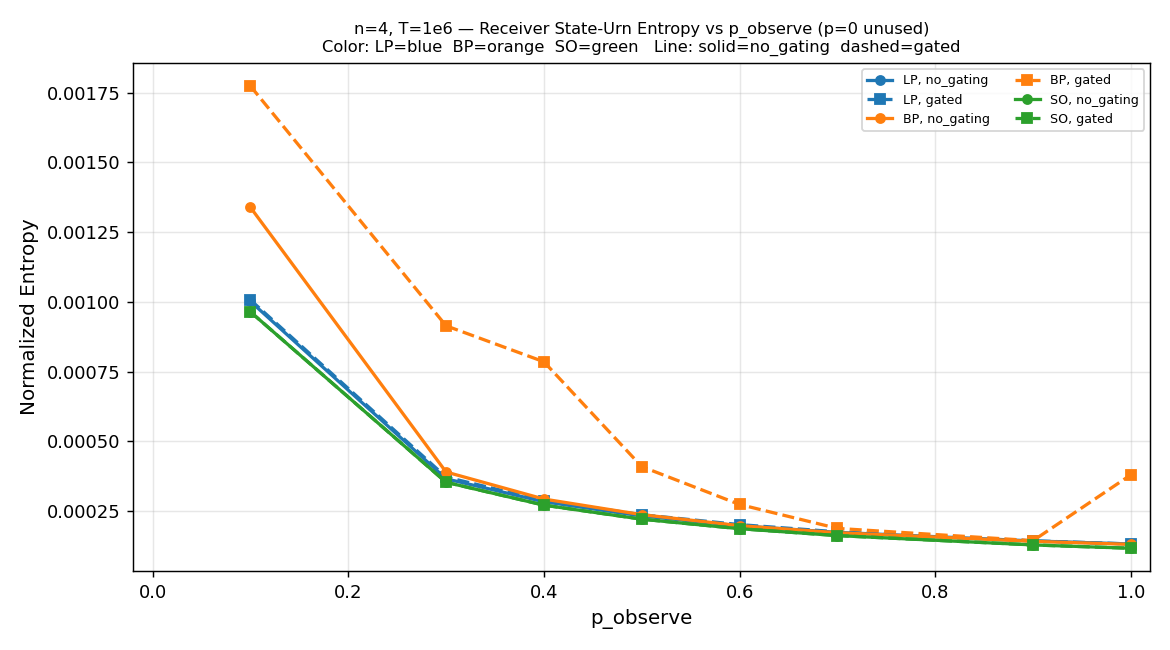 n=4, T=1e6 — Receiver State-Urn Entropy vs p_observe (p=0 unused)
Color: LP=blue  BP=orange  SO=green   Line: solid=no_gating  dashed=gated
LP, no_gating
LP, gated
BP, no_gating
BP, gated
SO, no_gating
SO, gated
Normalized Entropy
0.00175
0.00150
0.00125
0.00100
0.00075
0.00050
0.00025
0.0 0.2 0.4 0.6 0.8 1.0
p_observe